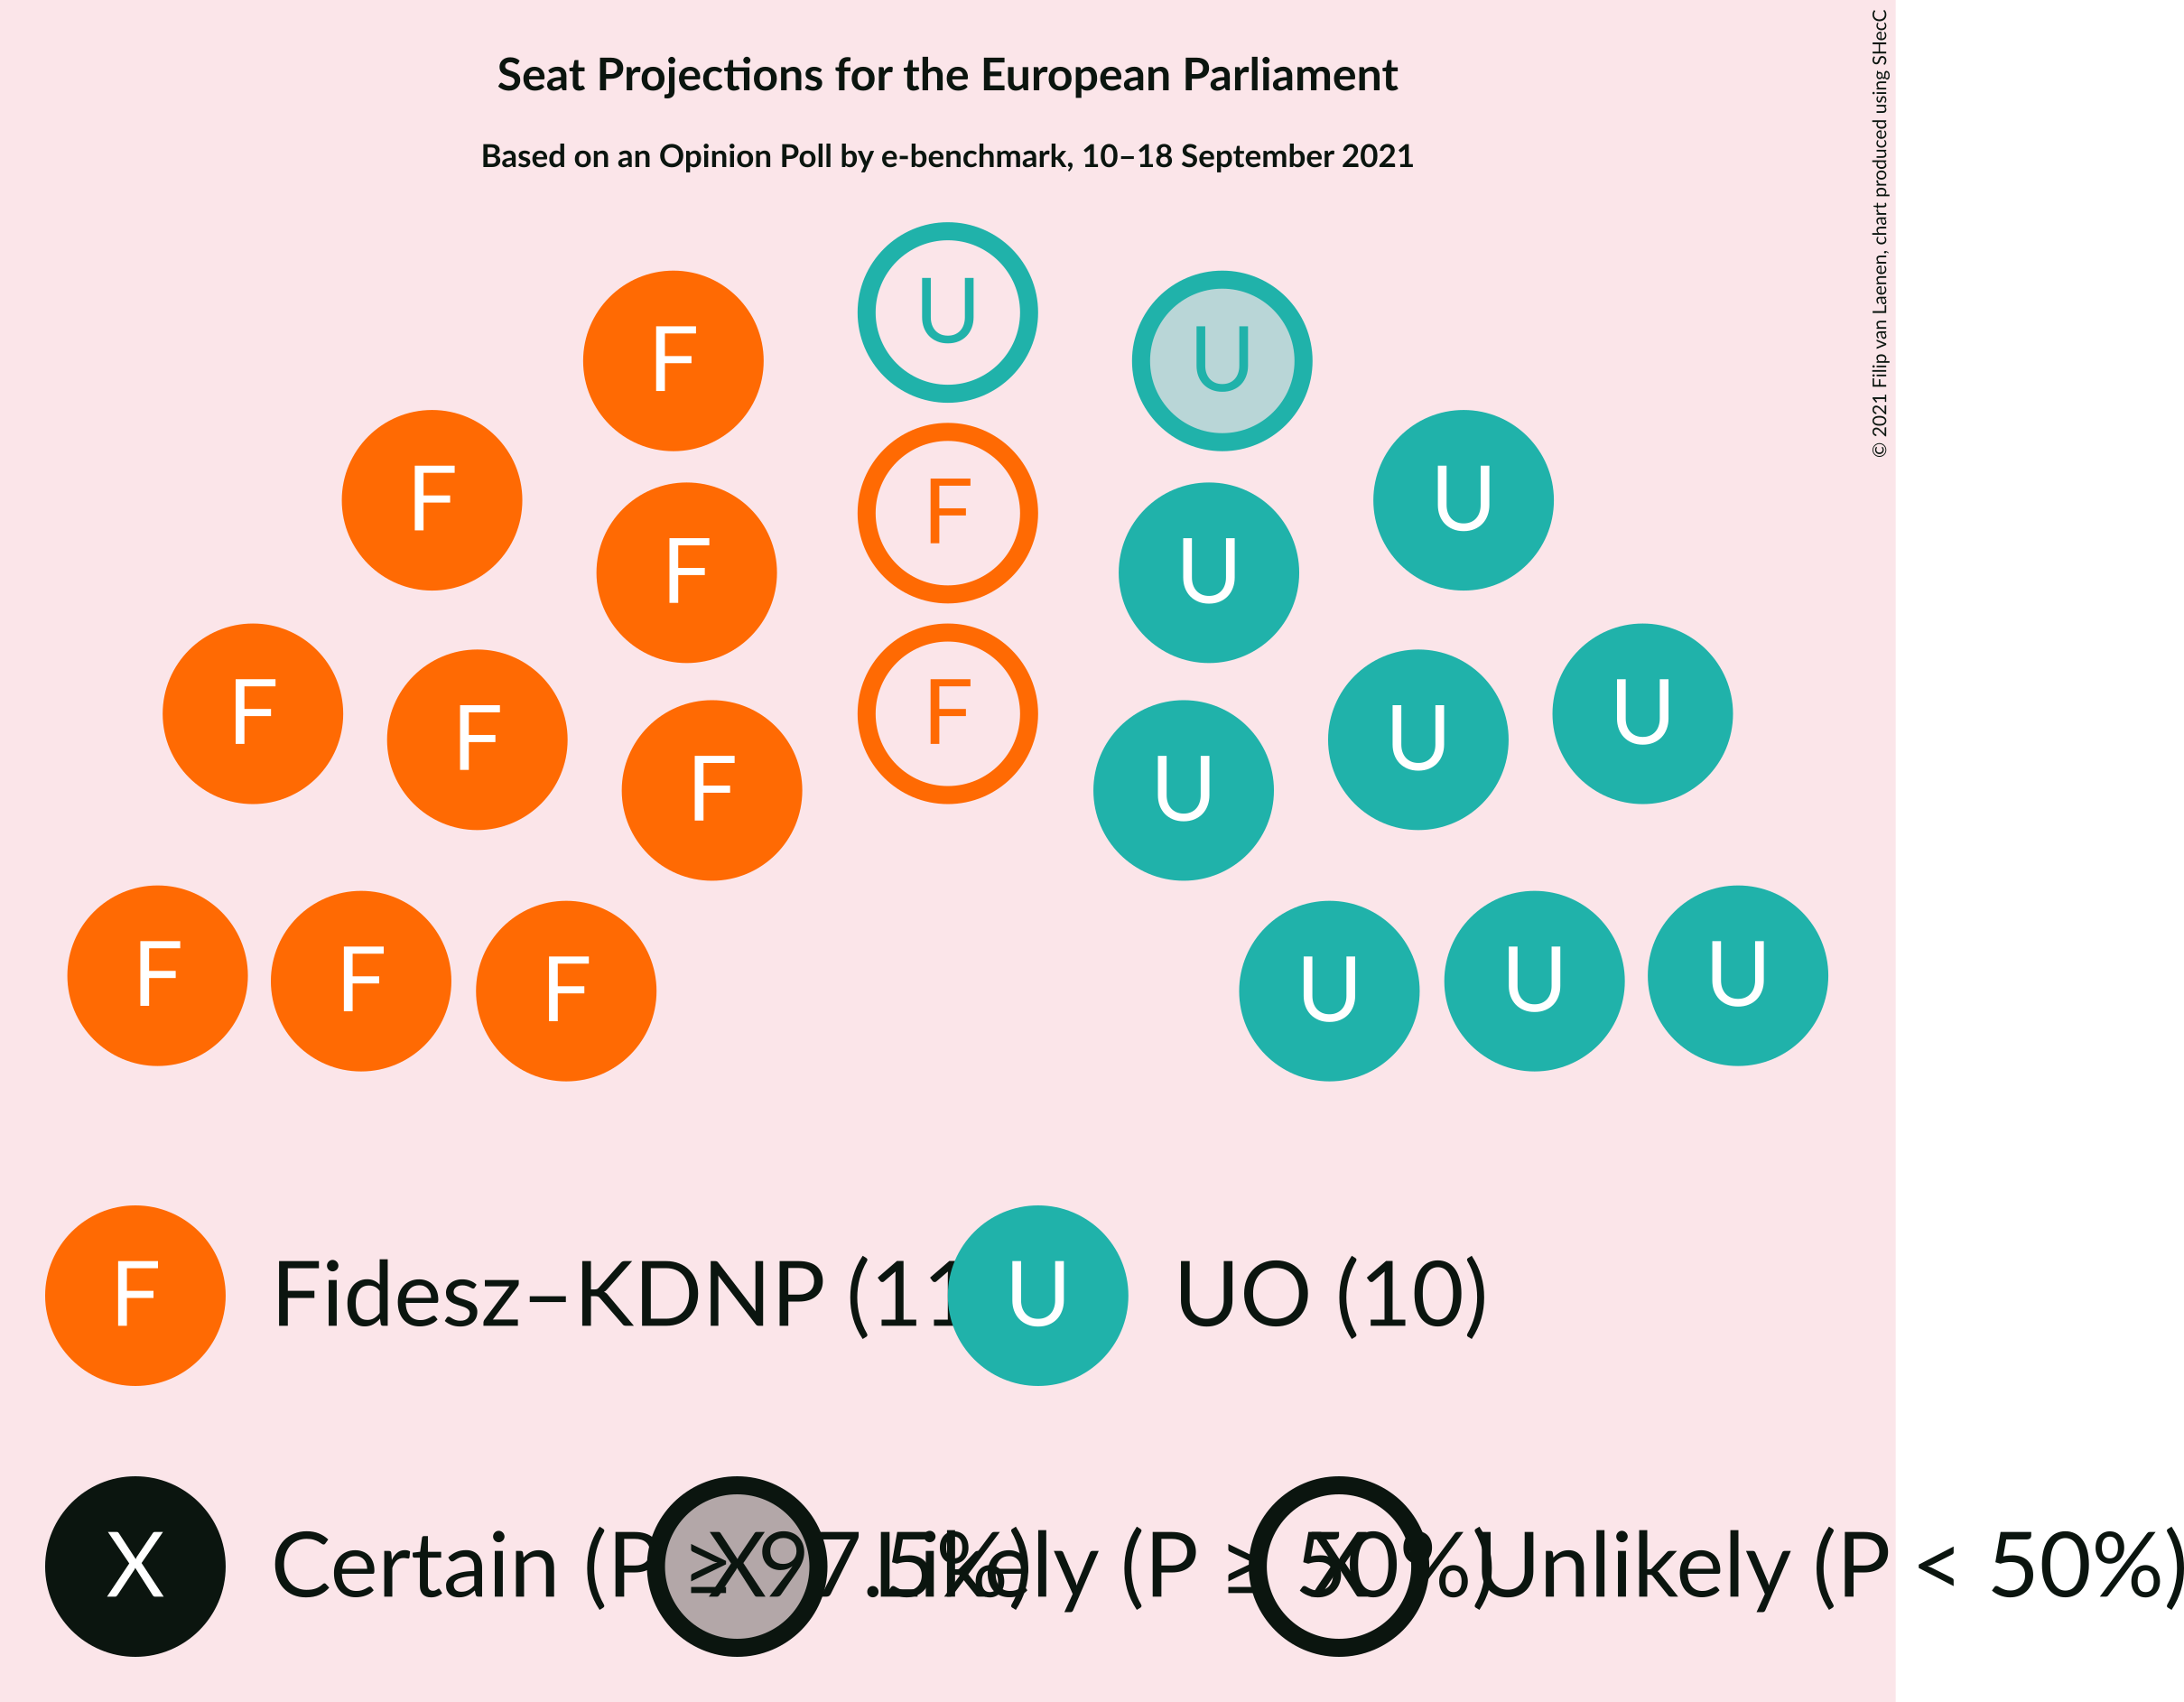 Seat Projections for the European Parliament
Based on an Opinion Poll by e-benchmark, 10–18 September 2021
© 2021 Filip van Laenen, chart produced using SHecC
U
F U
F
F U
F U
U
F
F U
F U
F U
F U
F U
F U
F Fidesz–KDNP (11 U UO (10)
X Certain (P ≥ 97.5%) X Likely (P ≥ 50%) X Unlikely (P < 50%)